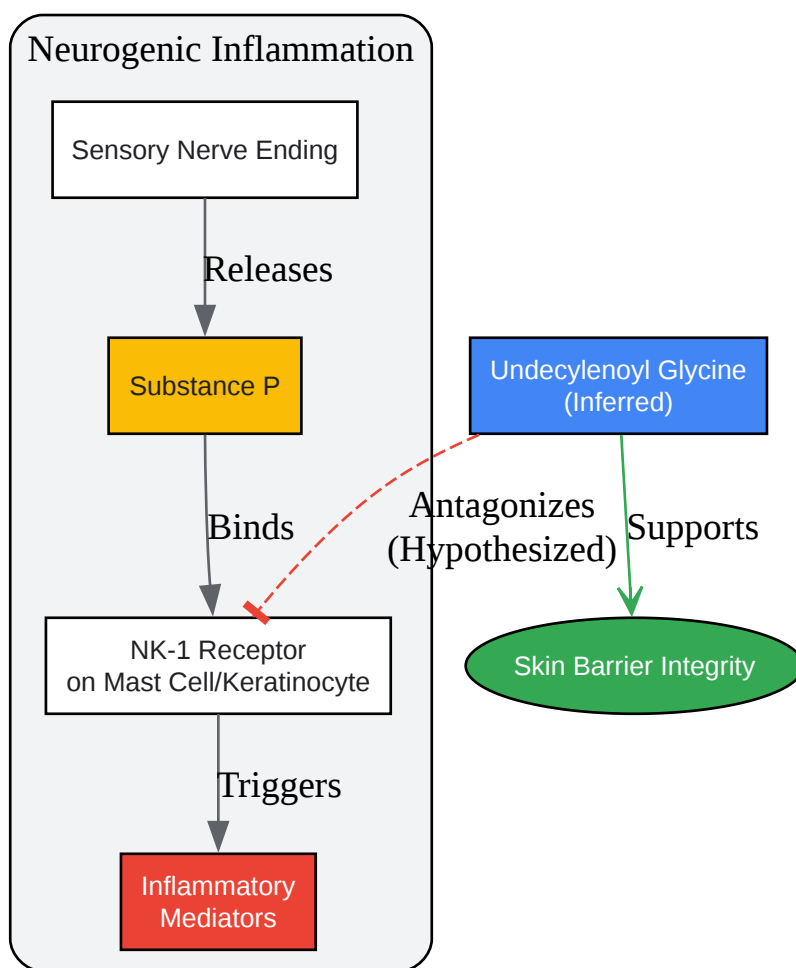 Neurogenic Inflammation
Sensory Nerve Ending
Releases
Substance P
Undecylenoyl Glycine
(Inferred)
Binds
Antagonizes
(Hypothesized)
Supports
NK-1 Receptor
on Mast Cell/Keratinocyte
Skin Barrier Integrity
Triggers
Inflammatory
Mediators